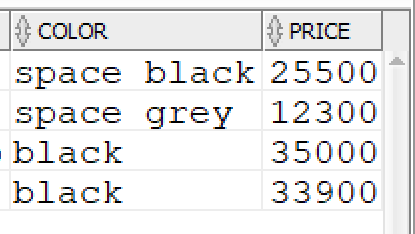 COLOR PRICE
space black 25500
space grey 12300
black 35000
black 33900